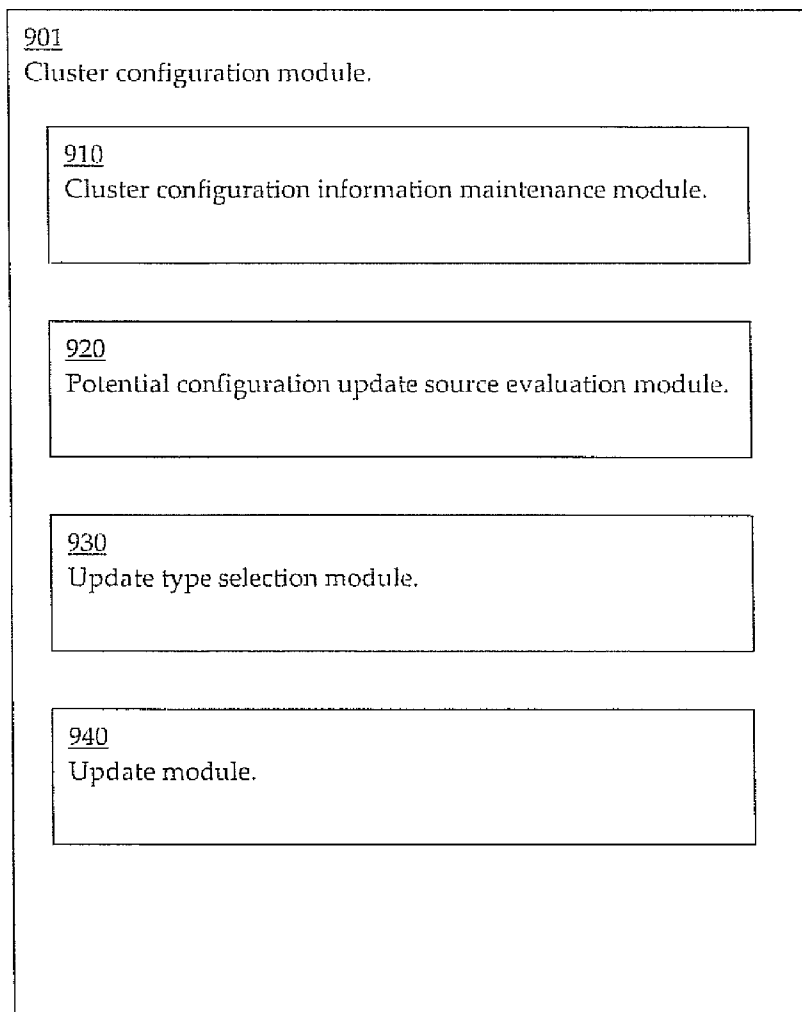 901
Cluster configuration module.
910
Cluster configuration information maintenance module.
920
Potential configuration update source evaluation module.
930
Update type selection module.
940
Update module.